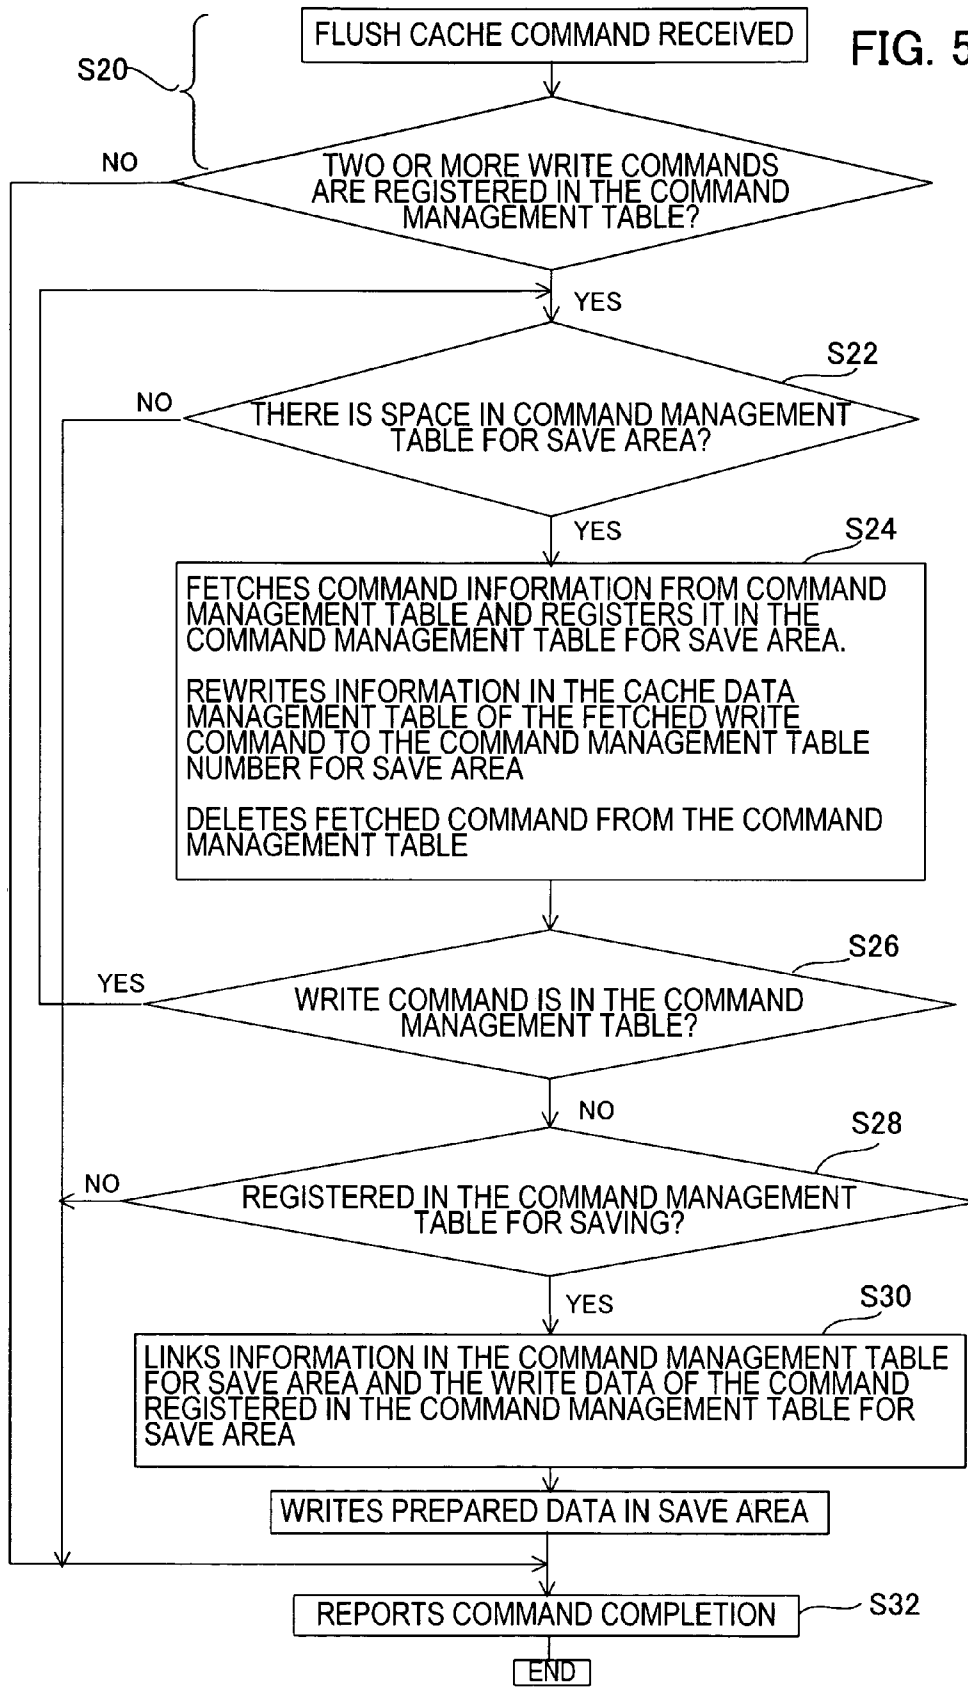 FLUSH CACHE COMMAND RECEIVED
FIG. 5
S20
NO
TWO OR MORE WRITE COMMANDS
ARE REGISTERED IN THE COMMAND
MANAGEMENT TABLE?
YES
S22
NO
THERE IS SPACE IN COMMAND MANAGEMENT
TABLE FOR SAVE AREA?
YES
S24
FETCHES COMMAND INFORMATION FROM COMMAND
MANAGEMENT TABLE AND REGISTERS IT IN THE
COMMAND MANAGEMENT TABLE FOR SAVE AREA.
REWRITES INFORMATION IN THE CACHE DATA
MANAGEMENT TABLE OF THE FETCHED WRITE
COMMAND TO THE COMMAND MANAGEMENT TABLE
NUMBER FOR SAVE AREA
DELETES FETCHED COMMAND FROM THE COMMAND
MANAGEMENT TABLE
S26
YES
WRITE COMMAND IS IN THE COMMAND
MANAGEMENT TABLE?
NO
S28
NO
REGISTERED IN THE COMMAND MANAGEMENT
TABLE FOR SAVING?
YES
S30
LINKS INFORMATION IN THE COMMAND MANAGEMENT TABLE
FOR SAVE AREA AND THE WRITE DATA OF THE COMMAND
REGISTERED IN THE COMMAND MANAGEMENT TABLE FOR
SAVE AREA
WRITES PREPARED DATA IN SAVE AREA
REPORTS COMMAND COMPLETION
S32
END